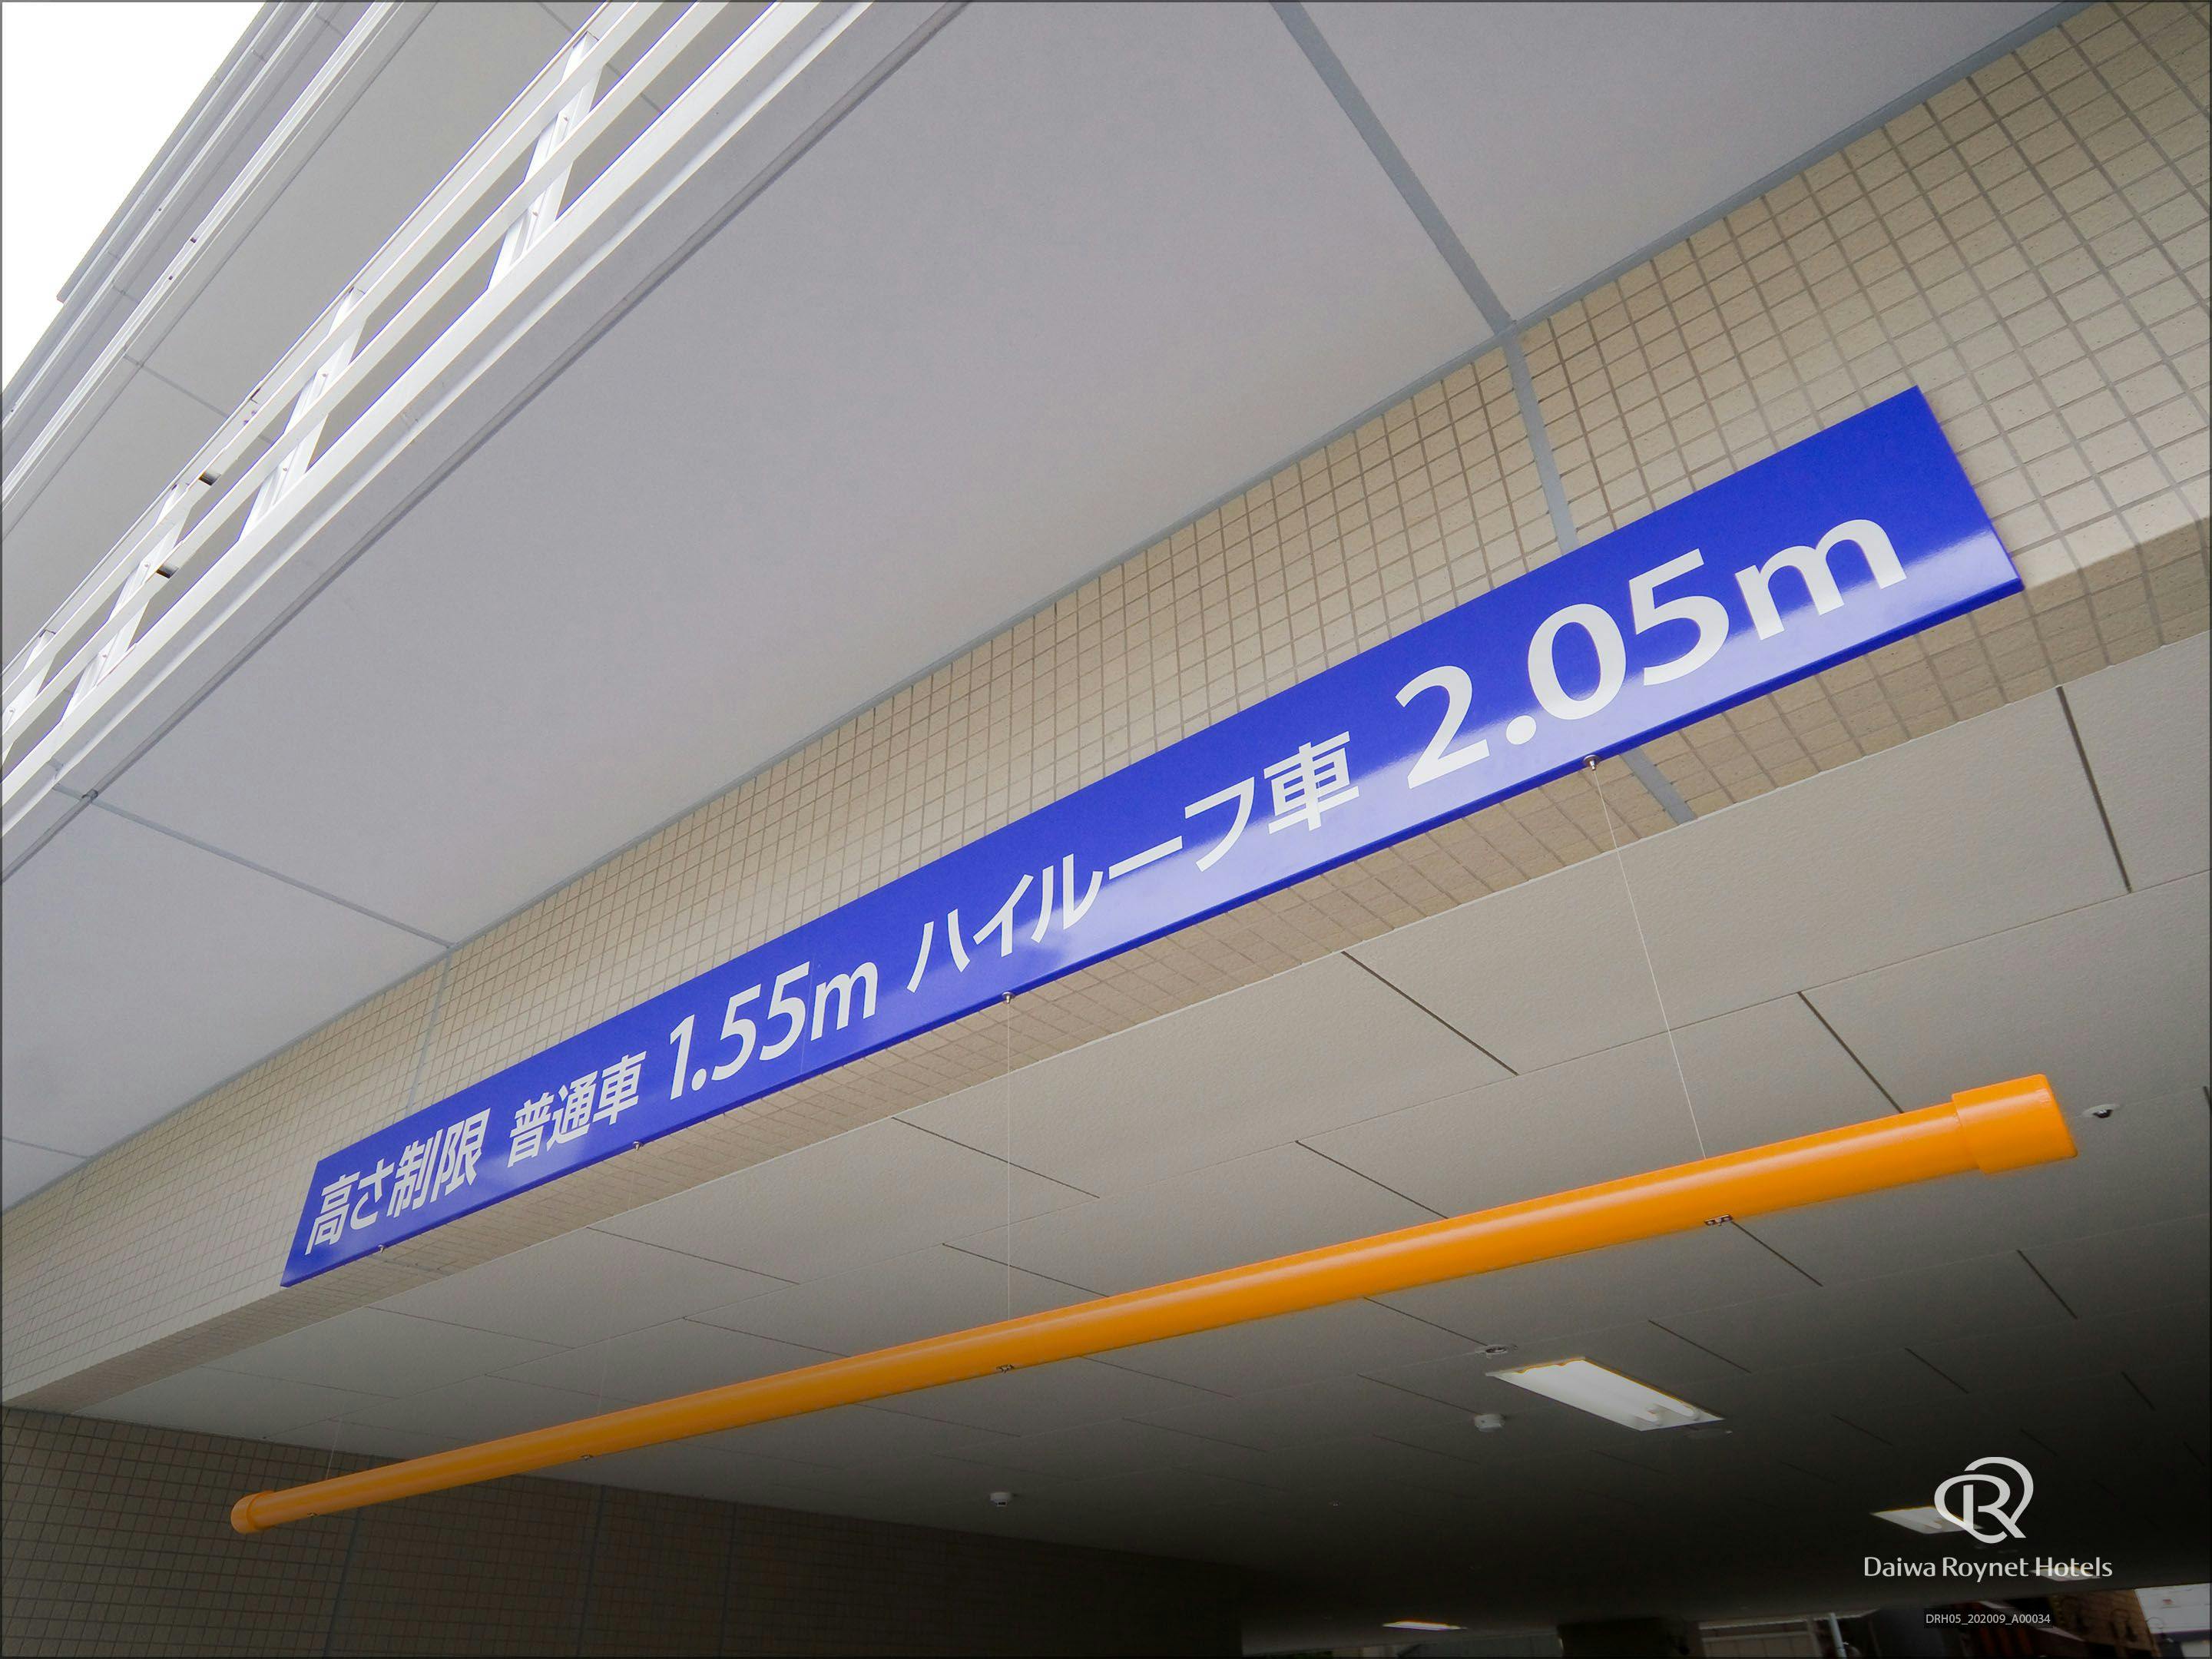 高さ制限 普通車 1.55m ハイルーフ車 2.05m
Daiwa Roynet Hotels
DRH05_202009_A00034